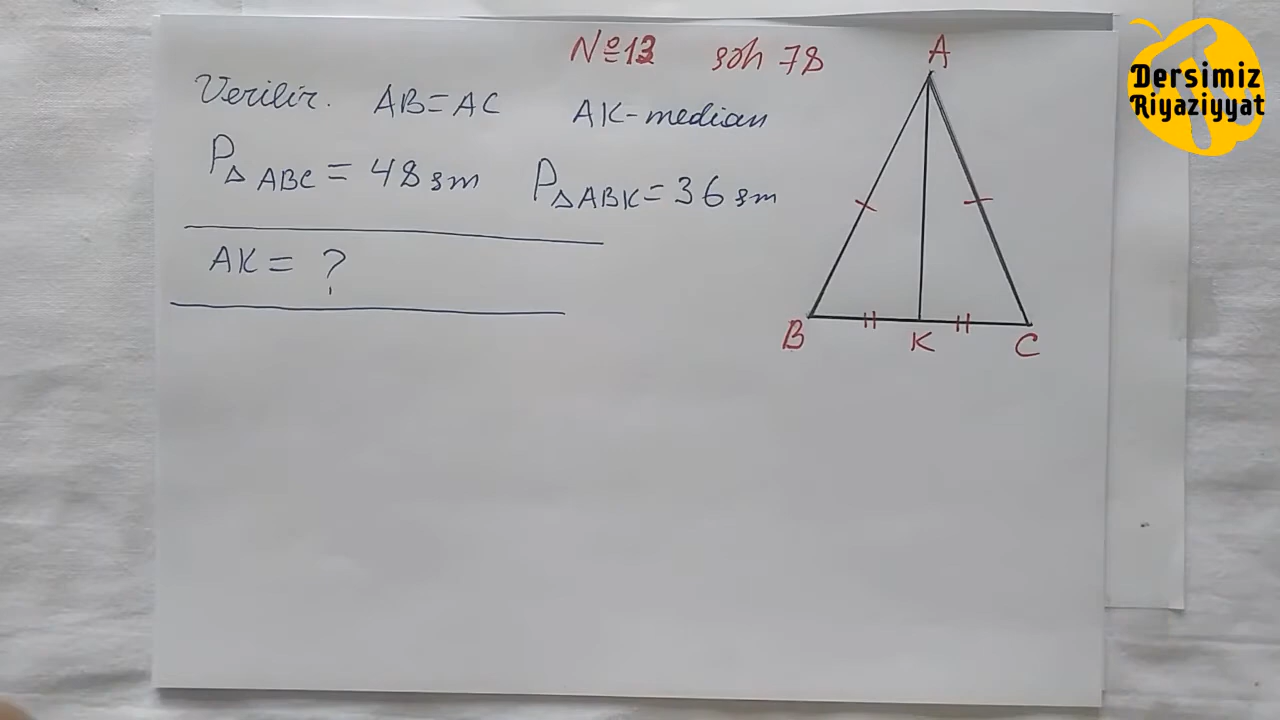 №13 səh 78
Verilir. AB=AC AK-median
P△ABC = 48 sm P△ABK = 36 sm
AK = ?
A
B K C
Dersimiz
Riyaziyyat